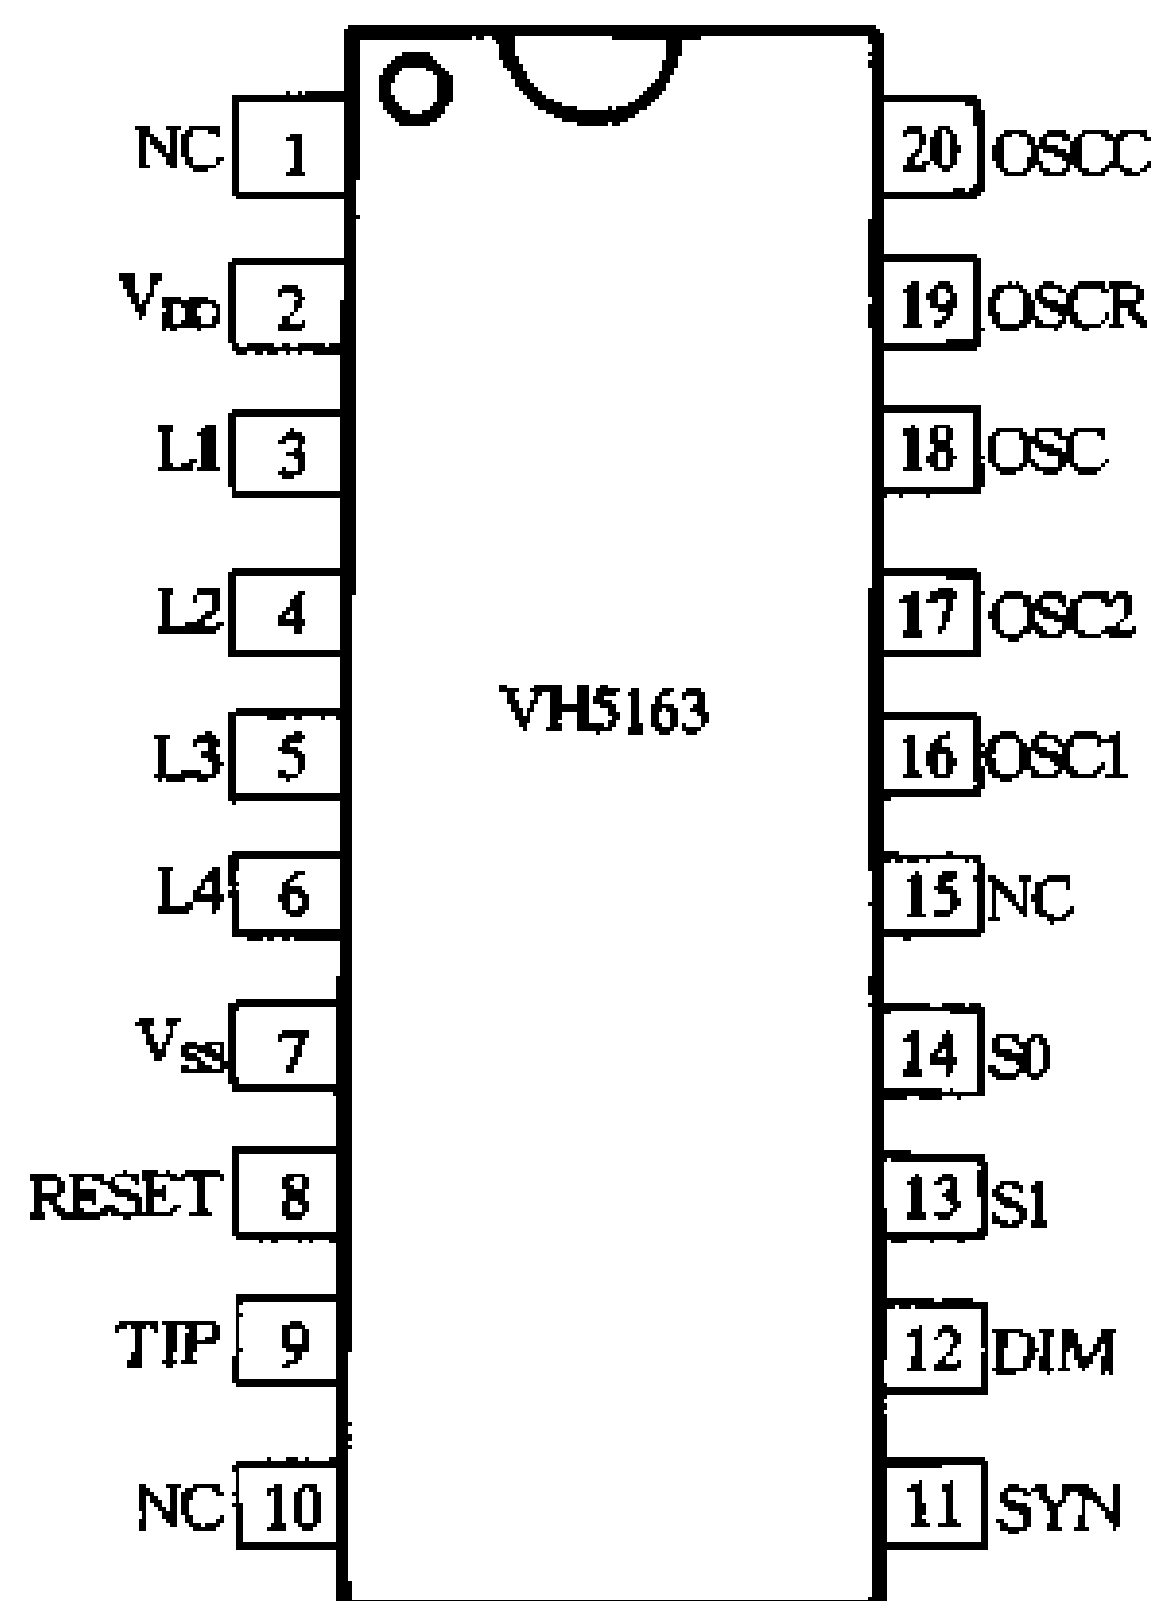 NC 1 20 OSCC
VDD 2 19 OSCR
L1 3 18 OSC
L2 4 17 OSC2
VH5163
L3 5 16 OSC1
L4 6 15 NC
VSS 7 14 S0
RESET 8 13 S1
TIP 9 12 DIM
NC 10 11 SYN